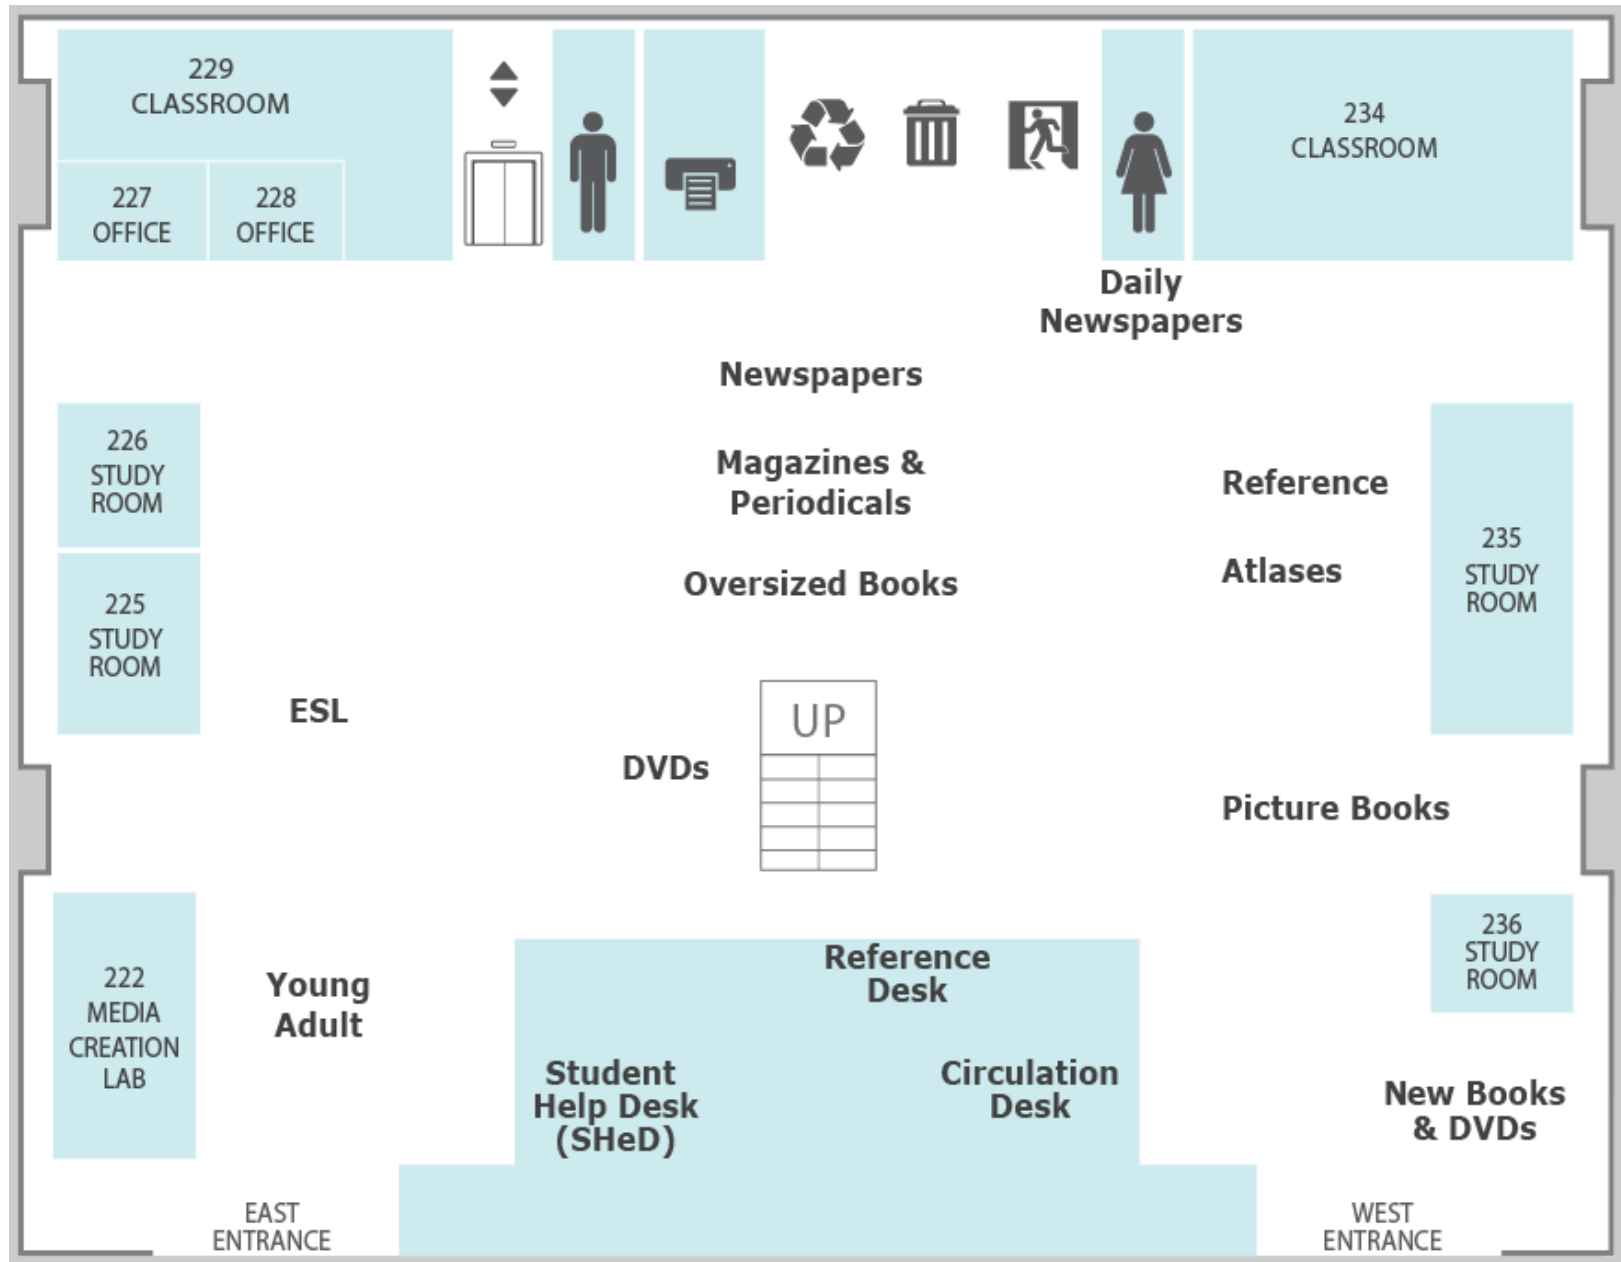 229
CLASSROOM
227
OFFICE
228
OFFICE
234
CLASSROOM
Daily
Newspapers
Newspapers
226
STUDY
ROOM
Magazines &
Periodicals
Reference
235
STUDY
ROOM
225
STUDY
ROOM
Oversized Books
Atlases
ESL
UP
DVDs
Picture Books
222
MEDIA
CREATION
LAB
Young
Adult
Reference
Desk
236
STUDY
ROOM
Student
Help Desk
(SHeD)
Circulation
Desk
New Books
& DVDs
EAST
ENTRANCE
WEST
ENTRANCE